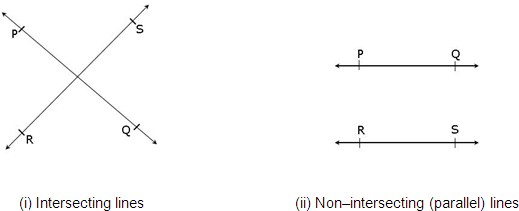 P
S
R
Q
P Q
R S
(i) Intersecting lines
(ii) Non–intersecting (parallel) lines